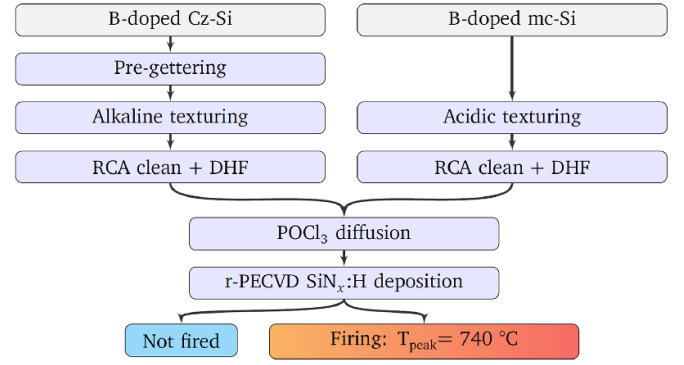 B-doped Cz-Si
B-doped mc-Si
Pre-gettering
Alkaline texturing
Acidic texturing
RCA clean + DHF
RCA clean + DHF
POCl₃ diffusion
r-PECVD SiNₓ:H deposition
Not fired
Firing: Tₚₑₐₖ= 740 °C